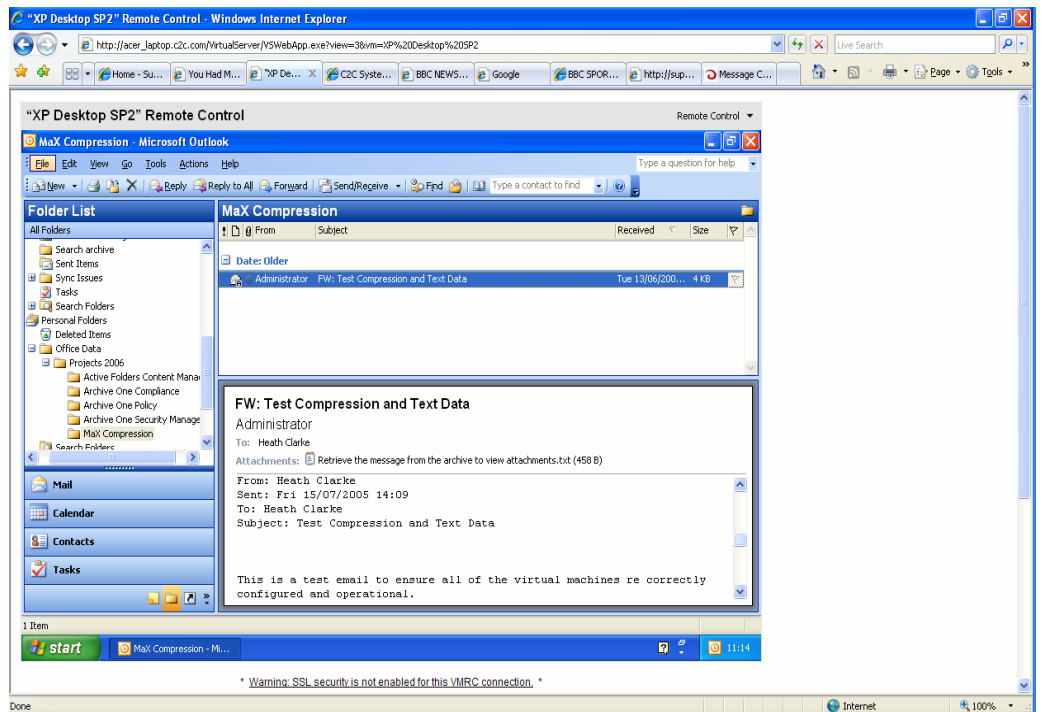 "XP Desktop SP2" Remote Control - Windows Internet Explorer
http://acer_laptop.c2c.com/VirtualServer/VSWebApp.exe?view=3&vm=XP%20Desktop%20SP2
Live Search
Home - Su... You Had M... "XP De... X C2C Syste... BBC NEWS... Google BBC SPOR... http://sup... Message C... Page Tools
"XP Desktop SP2" Remote Control
Remote Control
MaX Compression - Microsoft Outlook
File Edit View Go Tools Actions Help
Type a question for help
New Reply Reply to All Forward Send/Receive Find Type a contact to find
Folder List
MaX Compression
All Folders
From Subject Received Size
Search archive
Sent Items
Sync Issues
Tasks
Search Folders
Personal Folders
Deleted Items
Office Data
Projects 2006
Active Folders Content Mana
Archive One Compliance
Archive One Policy
Archive One Security Manage
MaX Compression
Search Folders
Date: Older
Administrator FW: Test Compression and Text Data Tue 13/06/200... 4 KB
FW: Test Compression and Text Data
Administrator
To: Heath Clarke
Attachments: Retrieve the message from the archive to view attachments.txt (458 B)
From: Heath Clarke
Sent: Fri 15/07/2005 14:09
To: Heath Clarke
Subject: Test Compression and Text Data
This is a test email to ensure all of the virtual machines re correctly
configured and operational.
Mail
Calendar
Contacts
Tasks
1 Item
start MaX Compression - Mi... 11:14
* Warning: SSL security is not enabled for this VMRC connection. *
Done Internet 100%